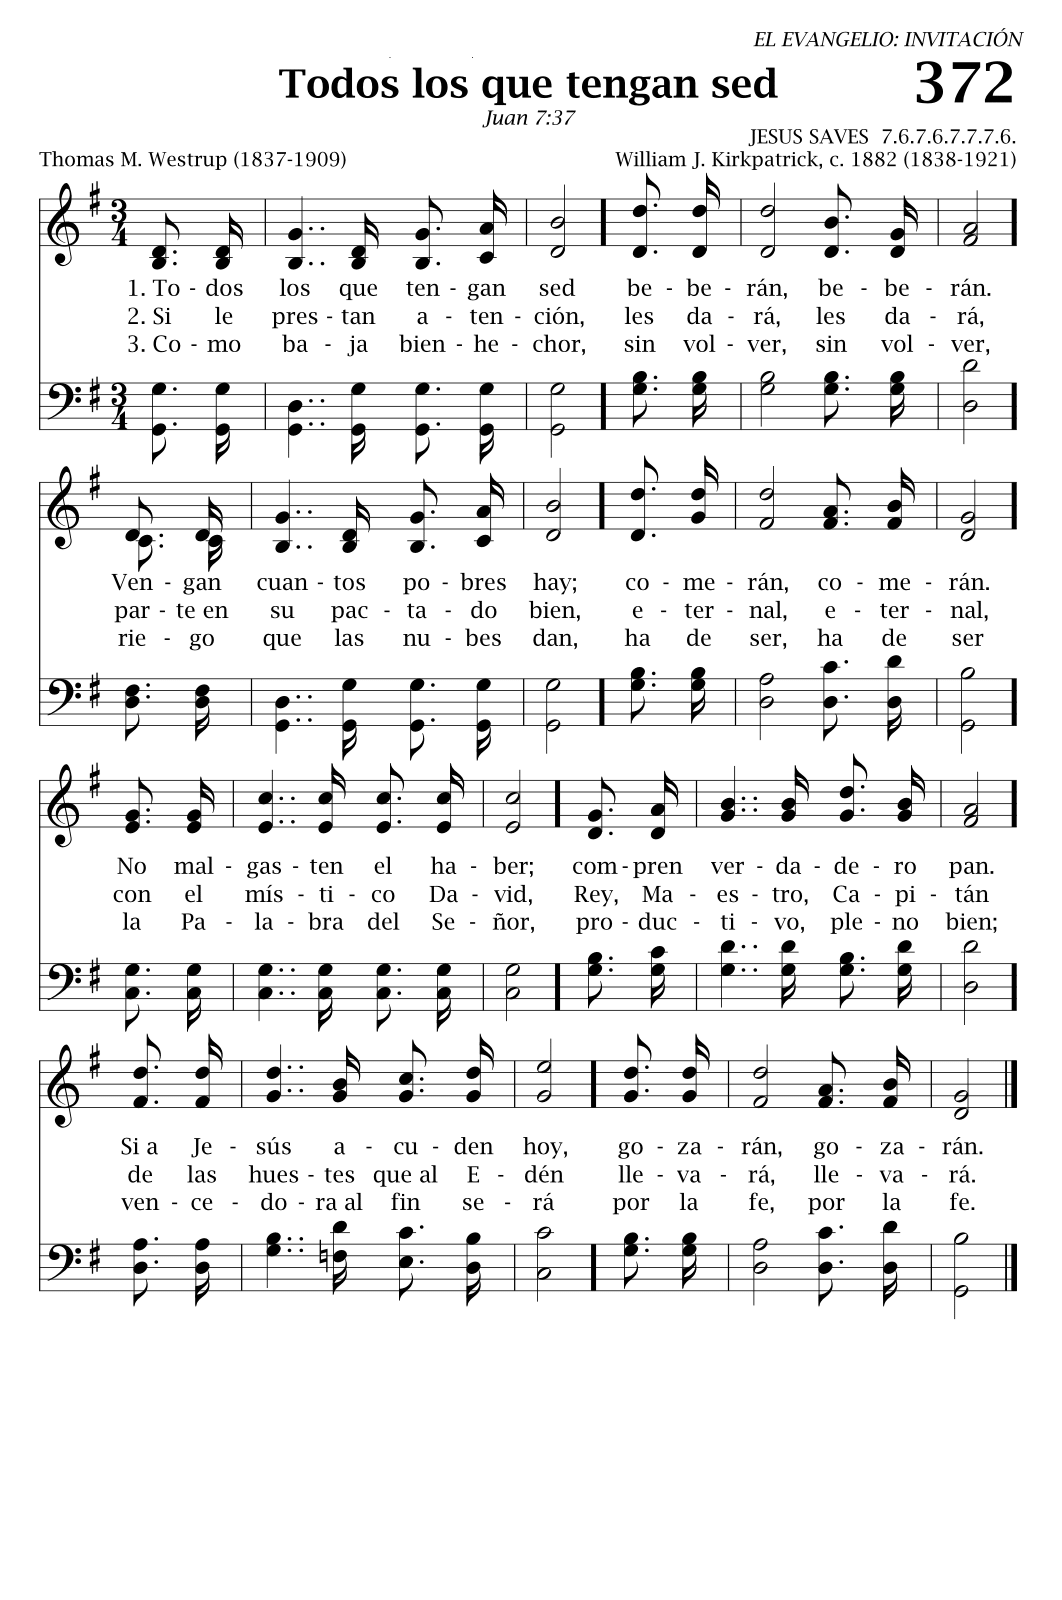 EL EVANGELIO: INVITACIÓN
Todos los que tengan sed 372
Juan 7:37
JESUS SAVES 7.6.7.6.7.7.7.6.
Thomas M. Westrup (1837-1909) William J. Kirkpatrick, c. 1882 (1838-1921)
3 4
1. To - dos los que ten - gan sed be - be - rán, be - be - rán.
2. Si le pres - tan a - ten - ción, les da - rá, les da - rá,
3. Co - mo ba - ja bien - he - chor, sin vol - ver, sin vol - ver,
3 4
Ven - gan cuan - tos po - bres hay; co - me - rán, co - me - rán.
par - te en su pac - ta - do bien, e - ter - nal, e - ter - nal,
rie - go que las nu - bes dan, ha de ser, ha de ser
No mal - gas - ten el ha - ber; com - pren ver - da - de - ro pan.
con el mís - ti - co Da - vid, Rey, Ma - es - tro, Ca - pi - tán
la Pa - la - bra del Se - ñor, pro - duc - ti - vo, ple - no bien;
Si a Je - sús a - cu - den hoy, go - za - rán, go - za - rán.
de las hues - tes que al E - dén lle - va - rá, lle - va - rá.
ven - ce - do - ra al fin se - rá por la fe, por la fe.